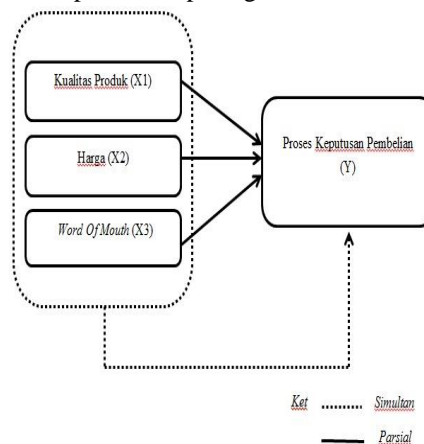 Kualitas Produk (X1)
Harga (X2)
Word Of Mouth (X3)
Proses Keputusan Pembelian
(Y)
Ket Simultan
Parsial